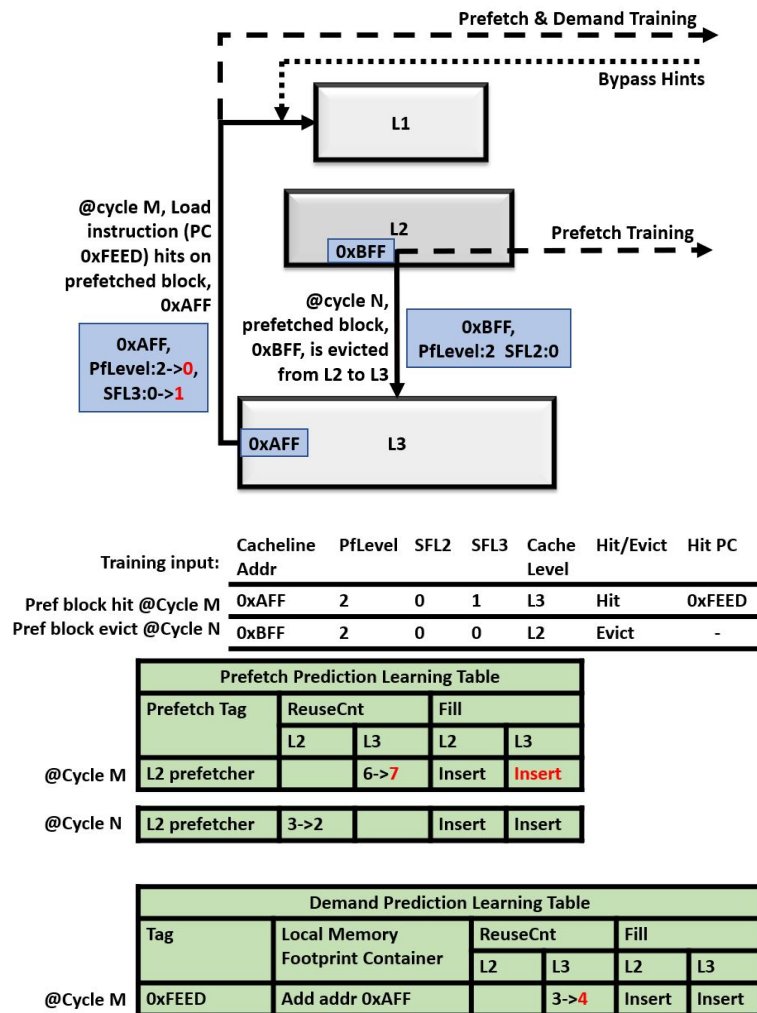 Prefetch & Demand Training
Bypass Hints
L1
@cycle M, Load
instruction (PC
0xFEED) hits on
prefetched block,
0xAFF
L2
0xBFF
Prefetch Training
@cycle N,
prefetched block,
0xBFF, is evicted
from L2 to L3
0xBFF,
PfLevel:2 SFL2:0
0xAFF,
PfLevel:2->0,
SFL3:0->1
0xAFF
L3
Training input:
Cacheline Addr PfLevel SFL2 SFL3 Cache Level Hit/Evict Hit PC
Pref block hit @Cycle M 0xAFF 2 0 1 L3 Hit 0xFEED
Pref block evict @Cycle N 0xBFF 2 0 0 L2 Evict -
Prefetch Prediction Learning Table
Prefetch Tag ReuseCnt Fill
L2 L3 L2 L3
@Cycle M L2 prefetcher 6->7 Insert Insert
@Cycle N L2 prefetcher 3->2 Insert Insert
Demand Prediction Learning Table
Tag Local Memory Footprint Container ReuseCnt Fill
L2 L3 L2 L3
@Cycle M 0xFEED Add addr 0xAFF 3->4 Insert Insert